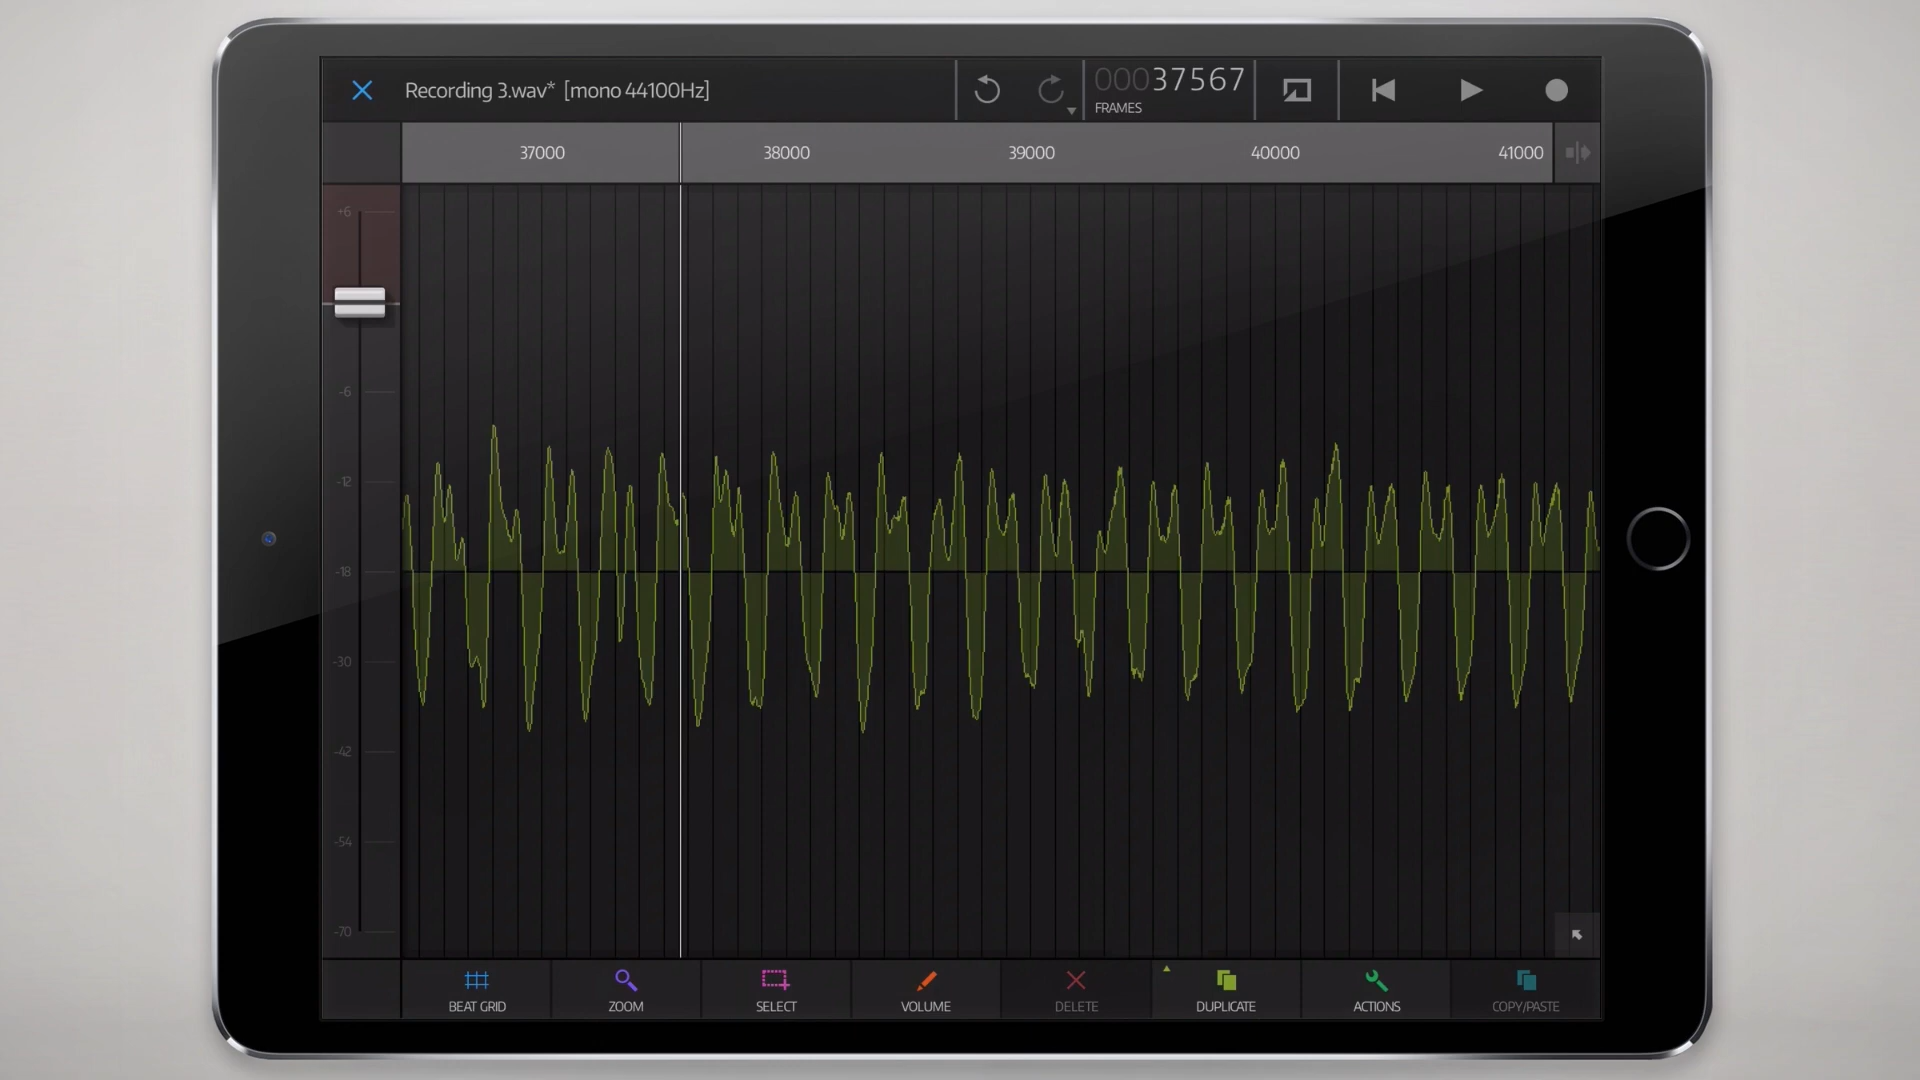 Recording 3.wav* [mono 44100Hz]
00037567
FRAMES
37000 38000 39000 40000 41000
+6
-6
-12
-18
-30
-42
-54
-70
BEAT GRID ZOOM SELECT VOLUME DELETE DUPLICATE ACTIONS COPY/PASTE